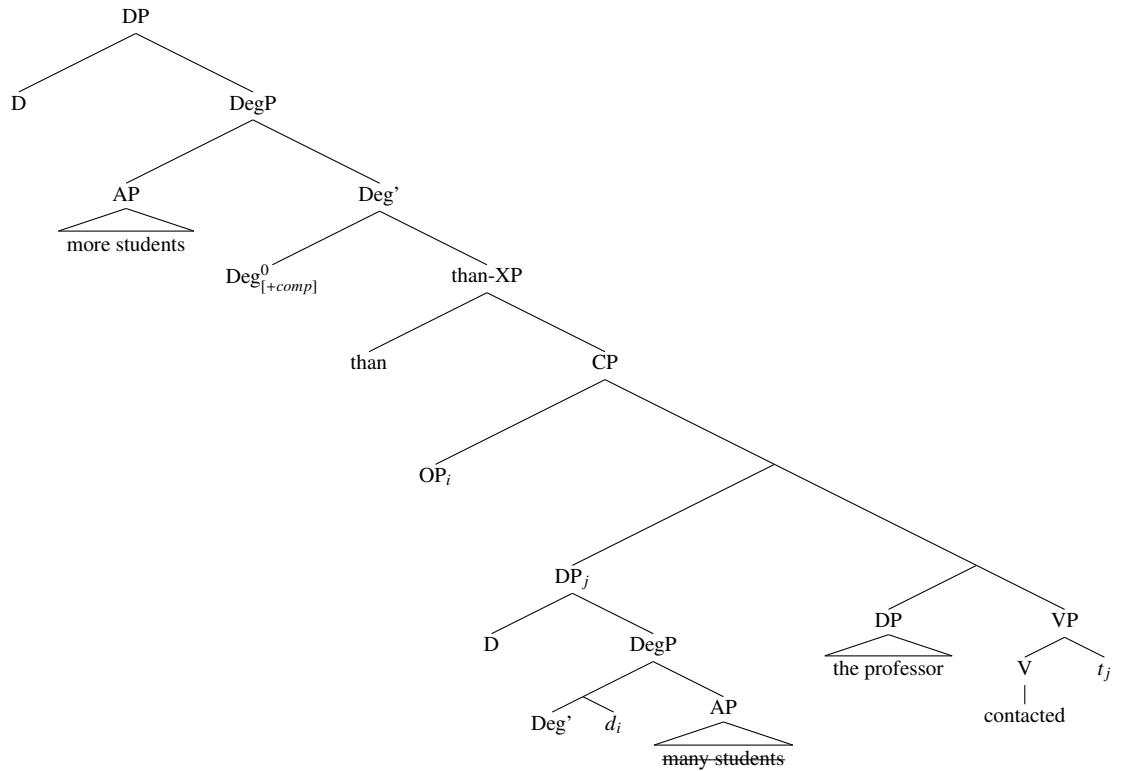 DP
D DegP
AP Deg’
more students
Deg⁰[+comp] than-XP
than CP
OPᵢ
DPⱼ
D DegP DP VP
the professor V tⱼ
Deg’ dᵢ AP contacted
many students